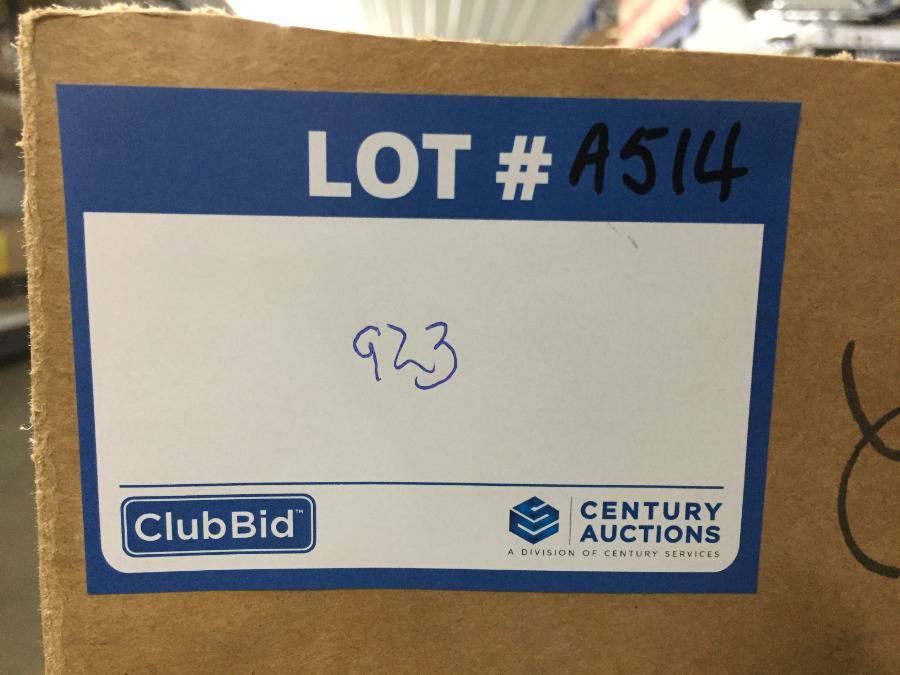 LOT # A514
923
ClubBid™
CENTURY
AUCTIONS
A DIVISION OF CENTURY SERVICES